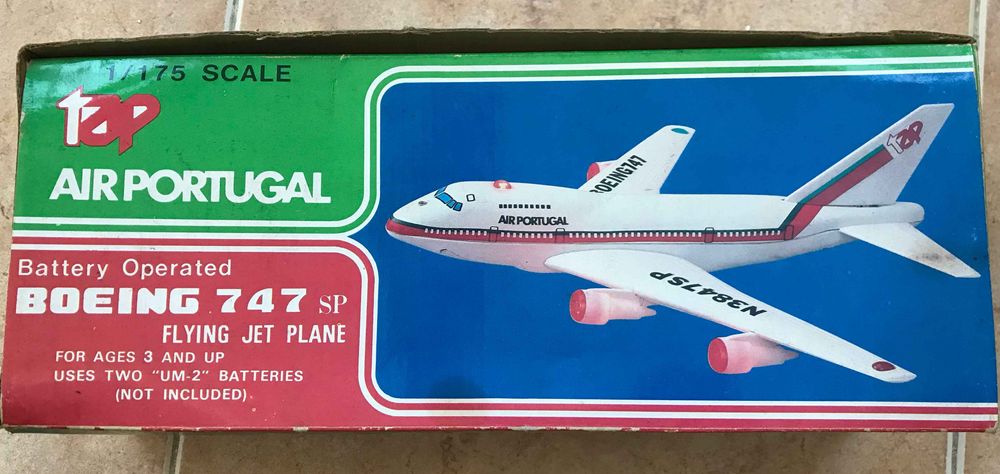 1/175 SCALE
tap
AIR PORTUGAL
Battery Operated
BOEING 747 SP
FLYING JET PLANE
FOR AGES 3 AND UP
USES TWO "UM-2" BATTERIES
(NOT INCLUDED)
tap
BOEING747
AIR PORTUGAL
N3847SP